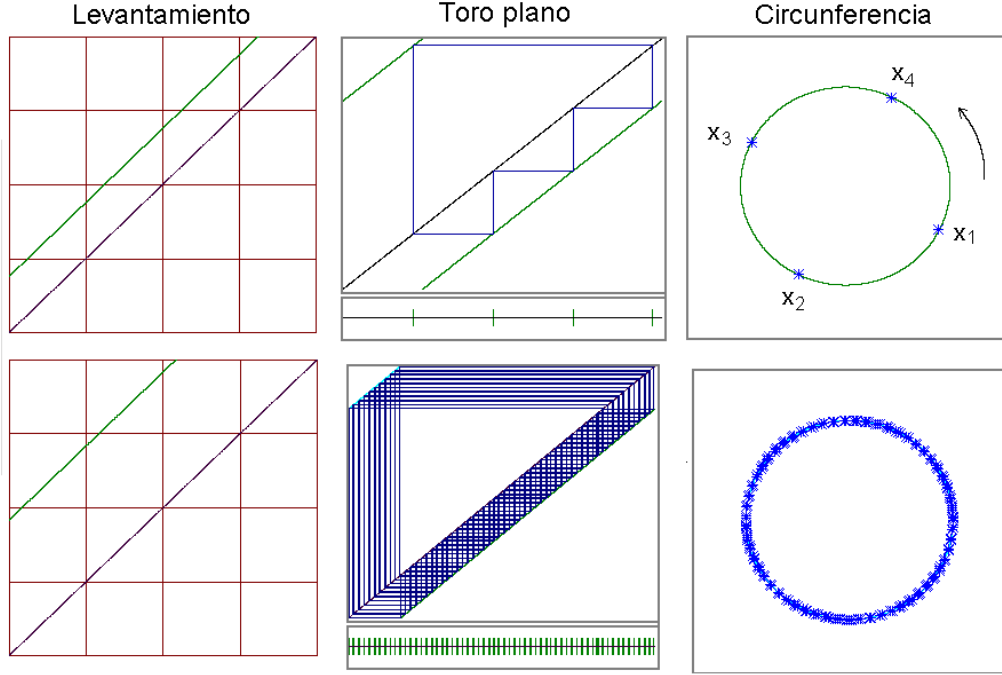 Levantamiento
Toro plano
Circunferencia
x4
x3
x1
x2